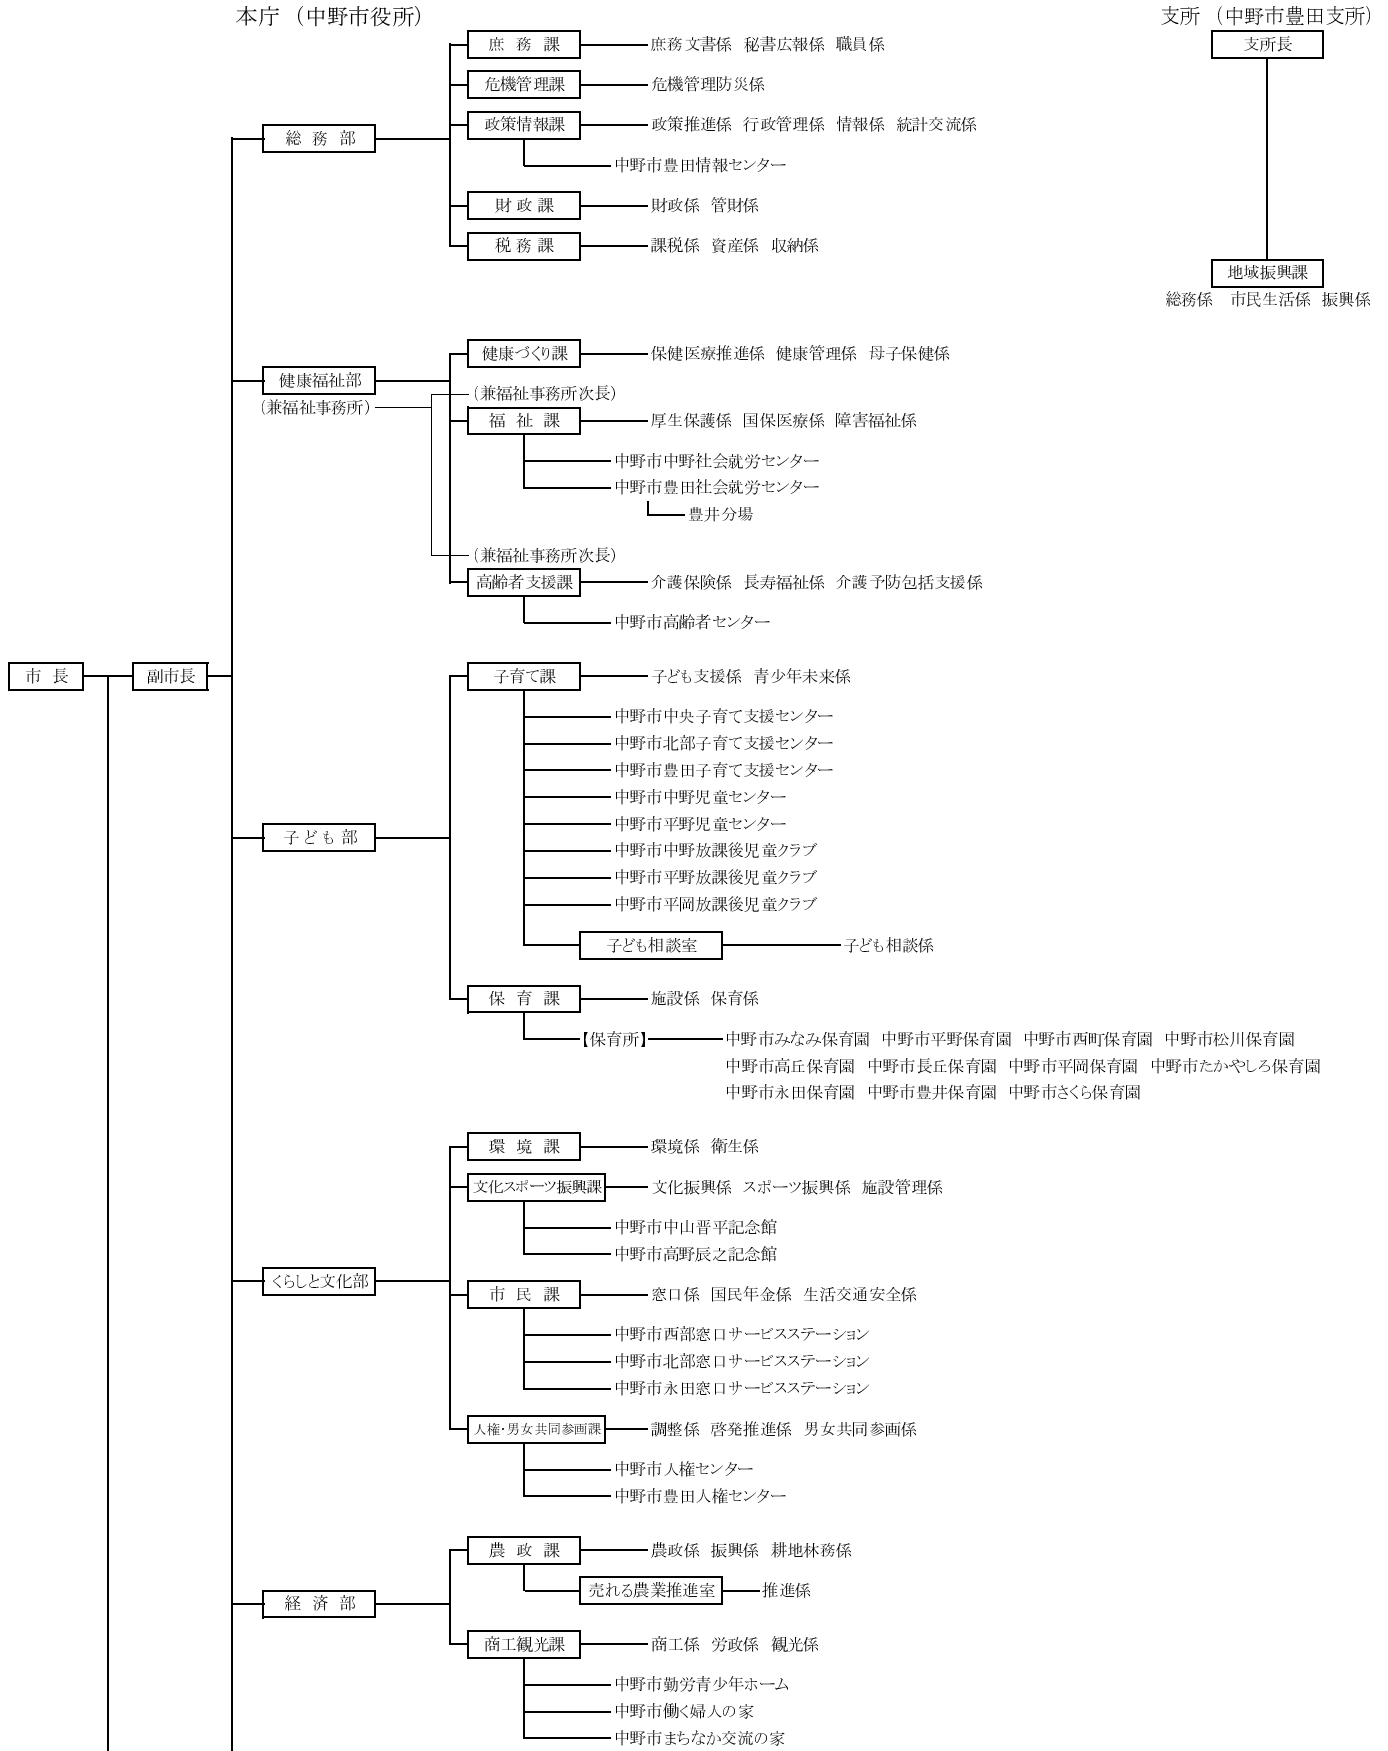 本庁 （中野市役所）
支所 （中野市豊田支所）
支所長
地域振興課
総務係 市民生活係 振興係
市 長
副市長
総 務 部
庶 務 課 庶務文書係 秘書広報係 職員係
危機管理課 危機管理防災係
政策情報課 政策推進係 行政管理係 情報係 統計交流係
中野市豊田情報センター
財 政 課 財政係 管財係
税 務 課 課税係 資産係 収納係
健康福祉部
（兼福祉事務所）
健康づくり課 保健医療推進係 健康管理係 母子保健係
（兼福祉事務所次長）
福 祉 課 厚生保護係 国保医療係 障害福祉係
中野市中野社会就労センター
中野市豊田社会就労センター
豊井分場
（兼福祉事務所次長）
高齢者支援課 介護保険係 長寿福祉係 介護予防包括支援係
中野市高齢者センター
子 ど も 部
子育て課 子ども支援係 青少年未来係
中野市中央子育て支援センター
中野市北部子育て支援センター
中野市豊田子育て支援センター
中野市中野児童センター
中野市平野児童センター
中野市中野放課後児童クラブ
中野市平野放課後児童クラブ
中野市平岡放課後児童クラブ
子ども相談室 子ども相談係
保 育 課 施設係 保育係
【保育所】 中野市みなみ保育園 中野市平野保育園 中野市西町保育園 中野市松川保育園
中野市高丘保育園 中野市長丘保育園 中野市平岡保育園 中野市たかやしろ保育園
中野市永田保育園 中野市豊井保育園 中野市さくら保育園
くらしと文化部
環 境 課 環境係 衛生係
文化スポーツ振興課 文化振興係 スポーツ振興係 施設管理係
中野市中山晋平記念館
中野市高野辰之記念館
市 民 課 窓口係 国民年金係 生活交通安全係
中野市西部窓口サービスステーション
中野市北部窓口サービスステーション
中野市永田窓口サービスステーション
人権・男女共同参画課 調整係 啓発推進係 男女共同参画係
中野市人権センター
中野市豊田人権センター
経 済 部
農 政 課 農政係 振興係 耕地林務係
売れる農業推進室 推進係
商工観光課 商工係 労政係 観光係
中野市勤労青少年ホーム
中野市働く婦人の家
中野市まちなか交流の家